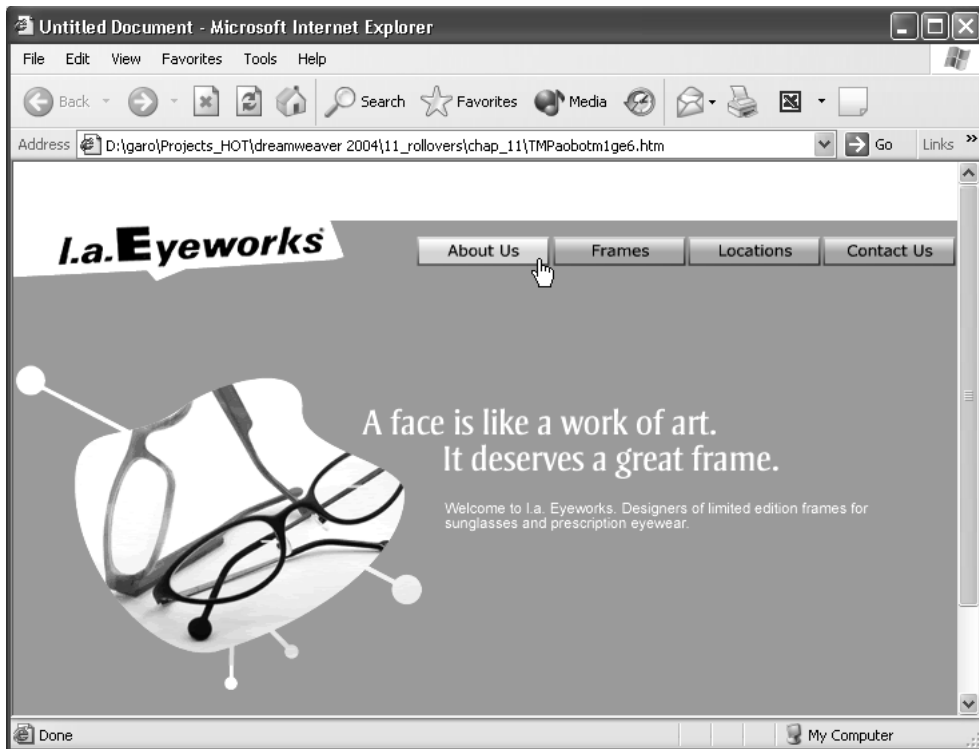 Untitled Document - Microsoft Internet Explorer
File Edit View Favorites Tools Help
Back Search Favorites Media
Address D:\garo\Projects_HOT\dreamweaver 2004\11_rollovers\chap_11\TMPaobotm1ge6.htm Go Links »
l.a.Eyeworks
About Us Frames Locations Contact Us
A face is like a work of art.
It deserves a great frame.
Welcome to l.a. Eyeworks. Designers of limited edition frames for
sunglasses and prescription eyewear.
Done My Computer